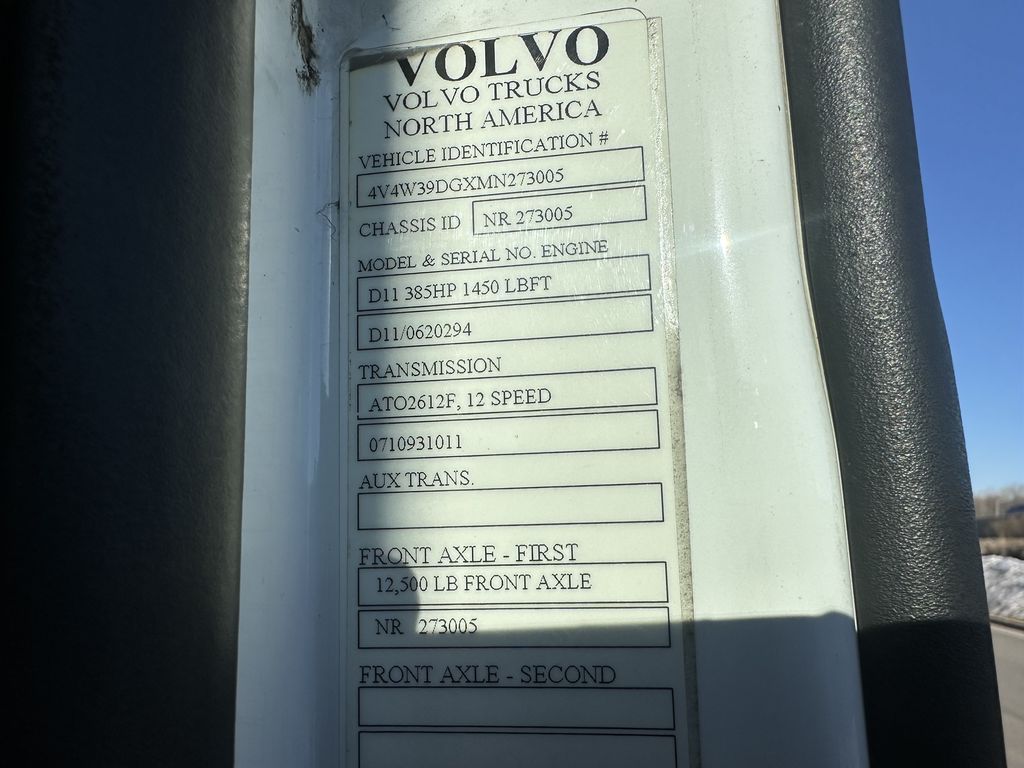 VOLVO
VOLVO TRUCKS
NORTH AMERICA
VEHICLE IDENTIFICATION #
4V4W39DGXMN273005
CHASSIS ID NR 273005
MODEL & SERIAL NO. ENGINE
D11 385HP 1450 LBFT
D11/0620294
TRANSMISSION
ATO2612F, 12 SPEED
0710931011
AUX TRANS.
FRONT AXLE - FIRST
12,500 LB FRONT AXLE
NR 273005
FRONT AXLE - SECOND